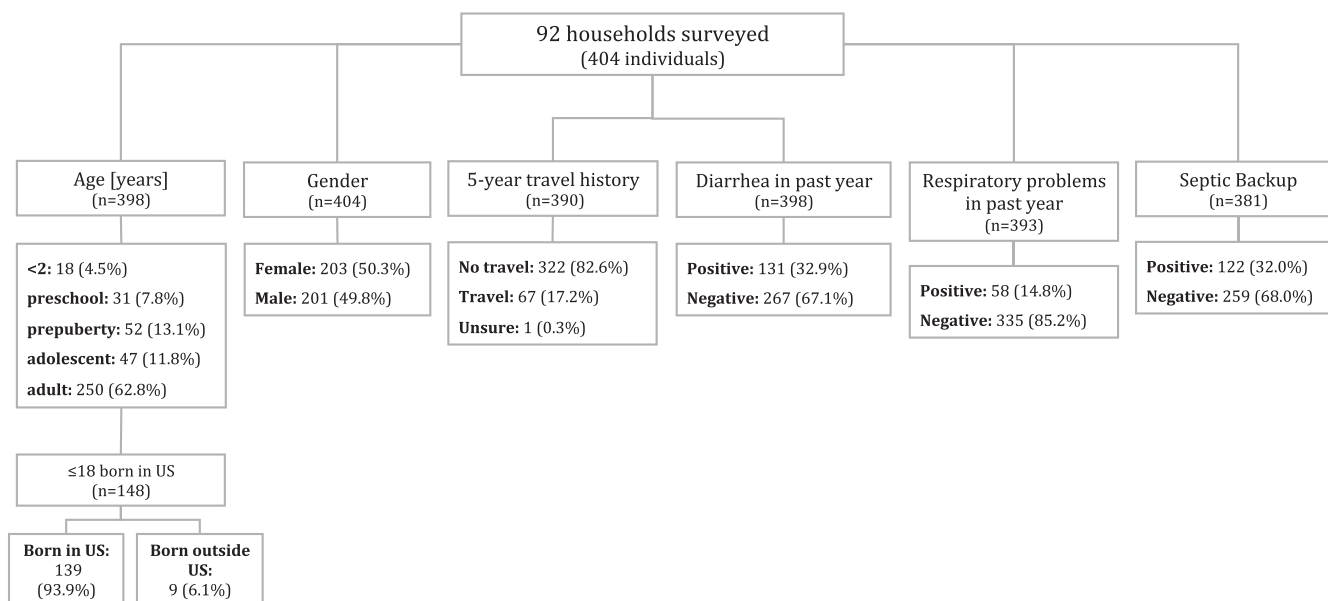 92 households surveyed
(404 individuals)
Age [years]
(n=398)
<2: 18 (4.5%)
preschool: 31 (7.8%)
prepuberty: 52 (13.1%)
adolescent: 47 (11.8%)
adult: 250 (62.8%)
≤18 born in US
(n=148)
Born in US:
139
(93.9%)
Born outside
US:
9 (6.1%)
Gender
(n=404)
Female: 203 (50.3%)
Male: 201 (49.8%)
5-year travel history
(n=390)
No travel: 322 (82.6%)
Travel: 67 (17.2%)
Unsure: 1 (0.3%)
Diarrhea in past year
(n=398)
Positive: 131 (32.9%)
Negative: 267 (67.1%)
Respiratory problems
in past year
(n=393)
Positive: 58 (14.8%)
Negative: 335 (85.2%)
Septic Backup
(n=381)
Positive: 122 (32.0%)
Negative: 259 (68.0%)